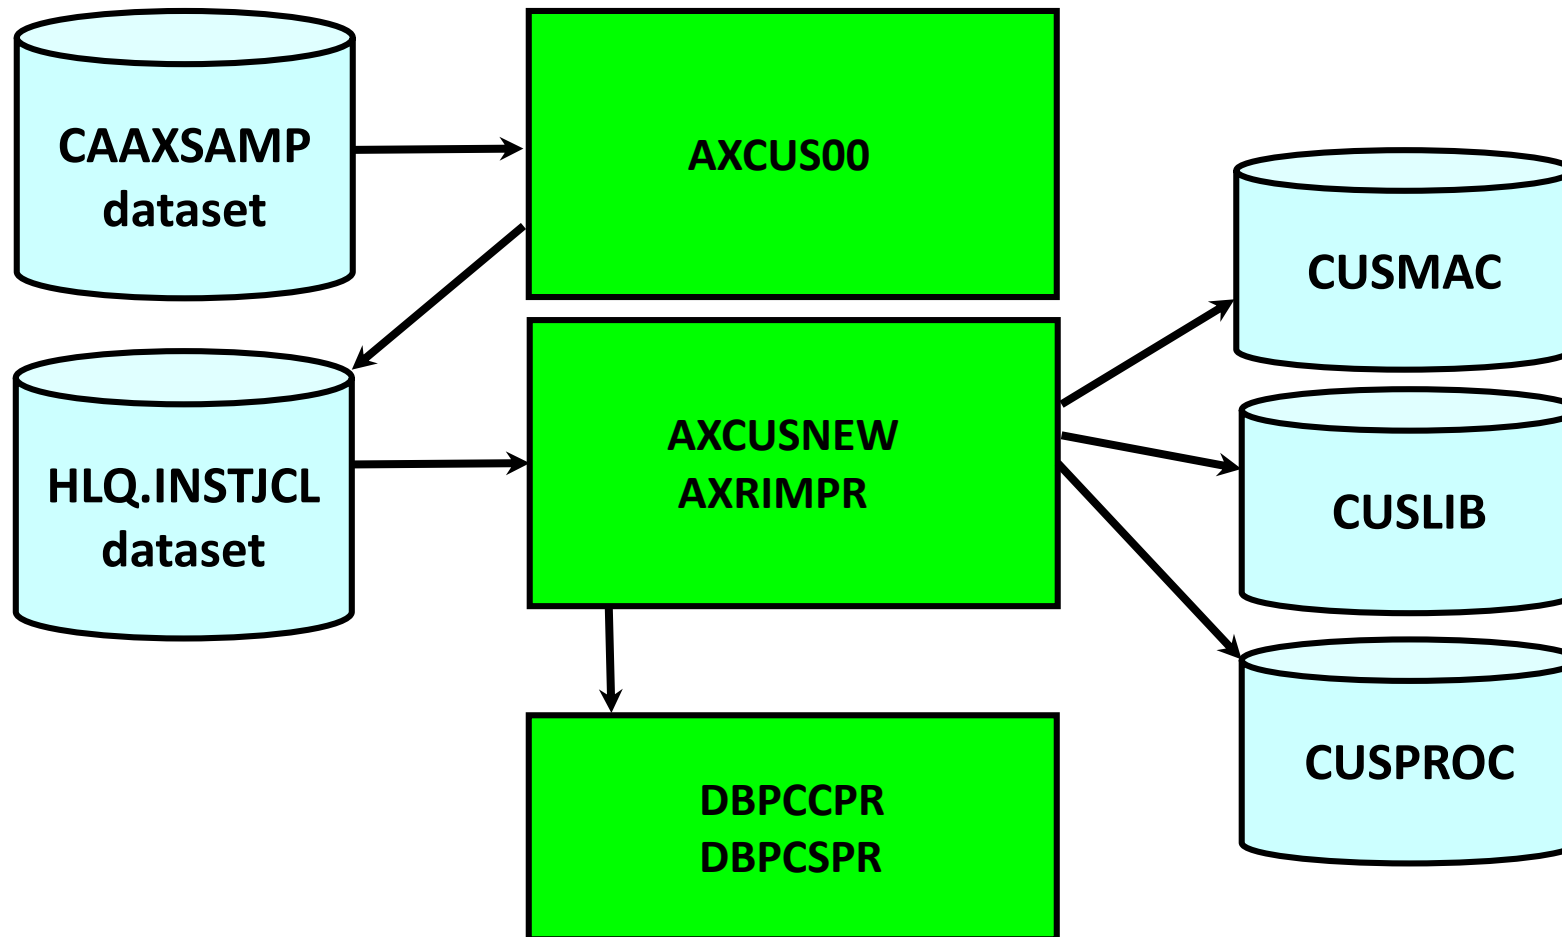 CAAXSAMP
dataset
AXCUS00
CUSMAC
HLQ.INSTJCL
dataset
AXCUSNEW
AXRIMPR
CUSLIB
CUSPROC
DBPCCPR
DBPCSPR